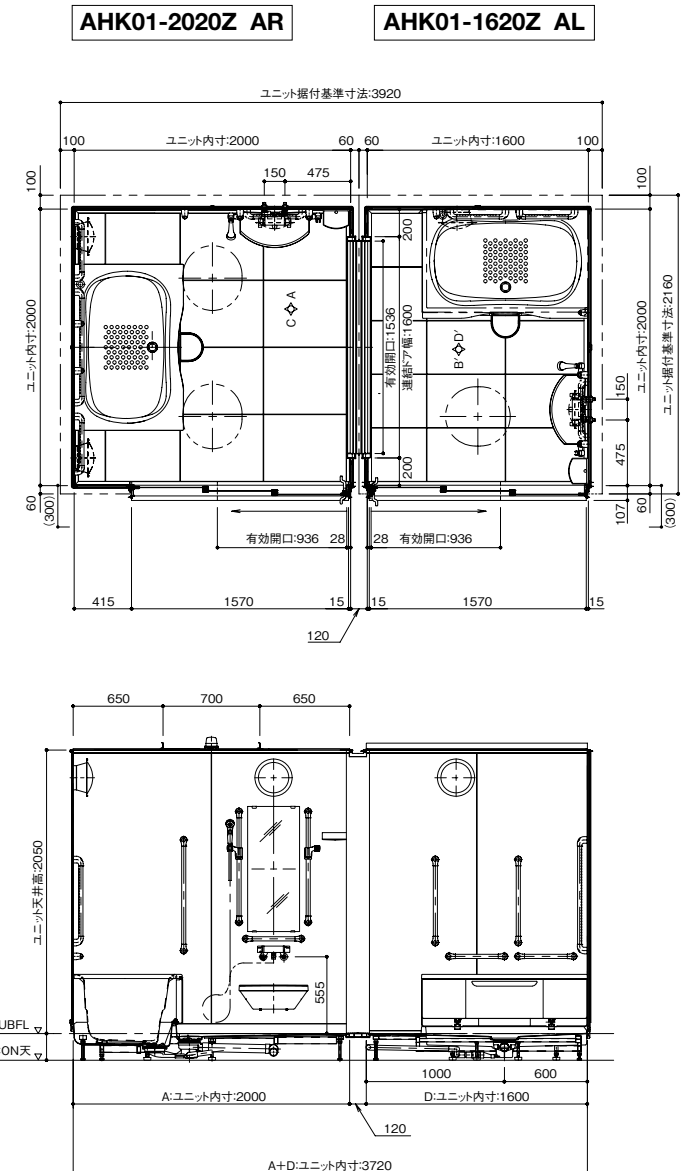 AHK01-2020Z AR
AHK01-1620Z AL
ユニット据付基準寸法:3920
100
ユニット内寸:2000
60
60
ユニット内寸:1600
100
150
475
100
100
200
200
ユニット内寸:2000
C
A
有効開口:1536
連結ドア幅:1600
B'
D'
ユニット内寸:2000
ユニット据付基準寸法:2160
150
475
200
200
60
(300)
107
60
(300)
有効開口:936
28
28
有効開口:936
415
1570
15
15
1570
15
120
650
700
650
ユニット天井高:2050
555
UBFL
CON天
1000
600
A:ユニット内寸:2000
D:ユニット内寸:1600
120
A+D:ユニット内寸:3720